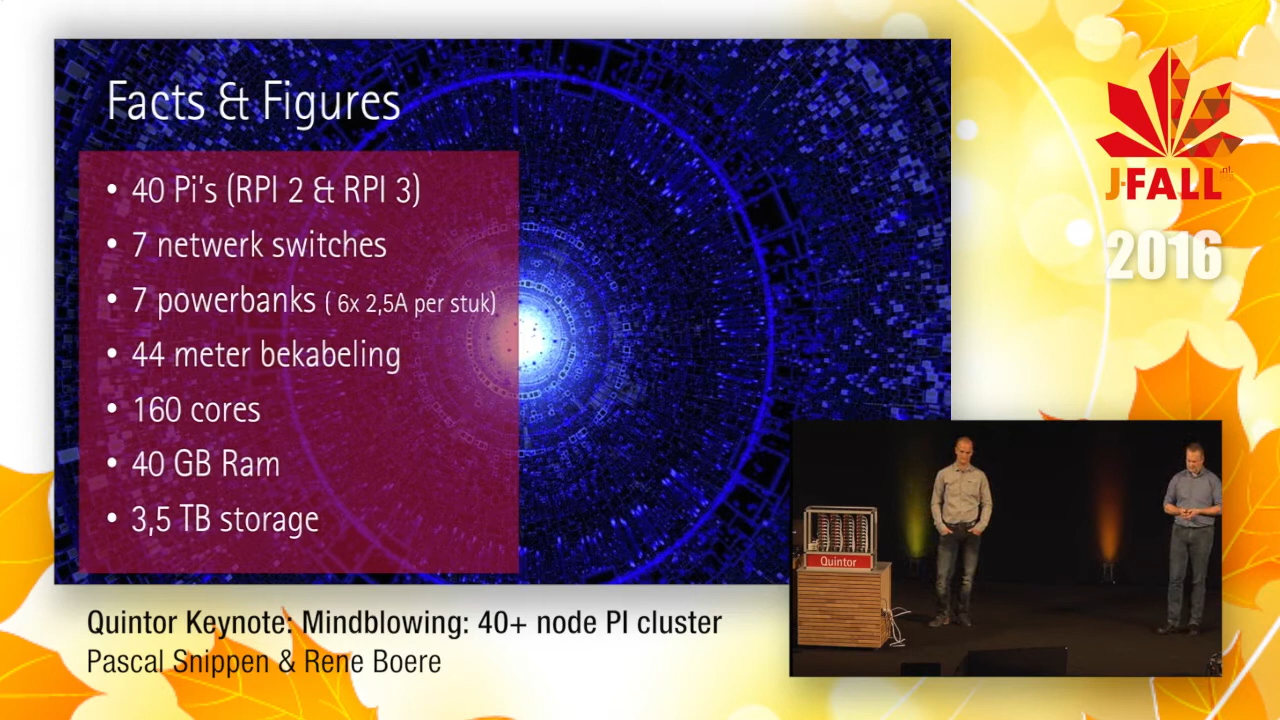 Facts & Figures
• 40 Pi's (RPI 2 & RPI 3)
• 7 netwerk switches
• 7 powerbanks ( 6x 2,5A per stuk)
• 44 meter bekabeling
• 160 cores
• 40 GB Ram
• 3,5 TB storage
J-FALL.nl
2016
Quintor
Quintor Keynote: Mindblowing: 40+ node PI cluster
Pascal Snippen & Rene Boere